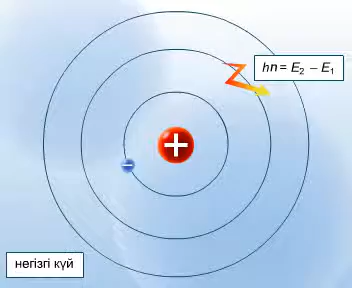 hn = E₂ – E₁
+
–
негізгі күй